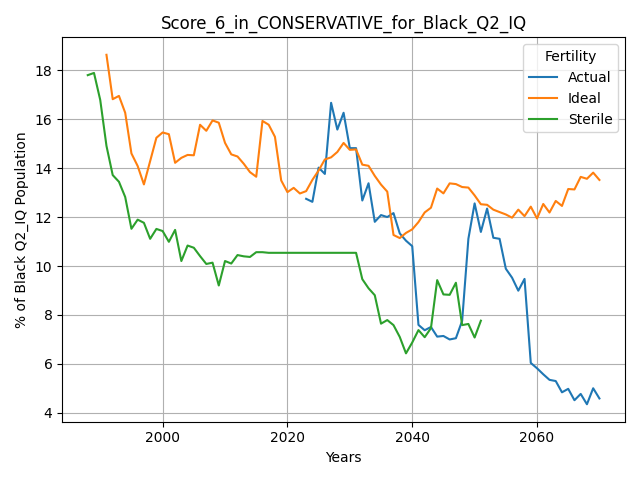 Score_6_in_CONSERVATIVE_for_Black_Q2_IQ
Fertility
Actual
Ideal
Sterile
% of Black Q2_IQ Population
18
16
14
12
10
8
6
4
2000
2020
2040
2060
Years